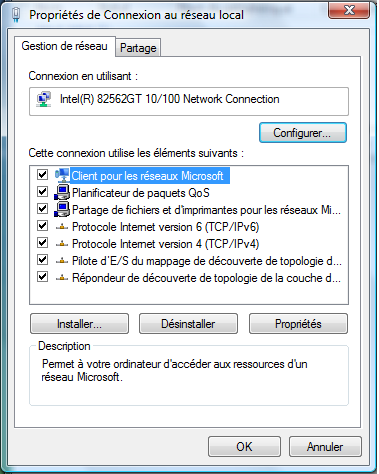 Propriétés de Connexion au réseau local
Gestion de réseau
Partage
Connexion en utilisant :
Intel(R) 82562GT 10/100 Network Connection
Configurer...
Cette connexion utilise les éléments suivants :
Client pour les réseaux Microsoft
Planificateur de paquets QoS
Partage de fichiers et d'imprimantes pour les réseaux Mi...
Protocole Internet version 6 (TCP/IPv6)
Protocole Internet version 4 (TCP/IPv4)
Pilote d'E/S du mappage de découverte de topologie d...
Répondeur de découverte de topologie de la couche d...
Installer...
Désinstaller
Propriétés
Description
Permet à votre ordinateur d'accéder aux ressources d'un
réseau Microsoft.
OK
Annuler